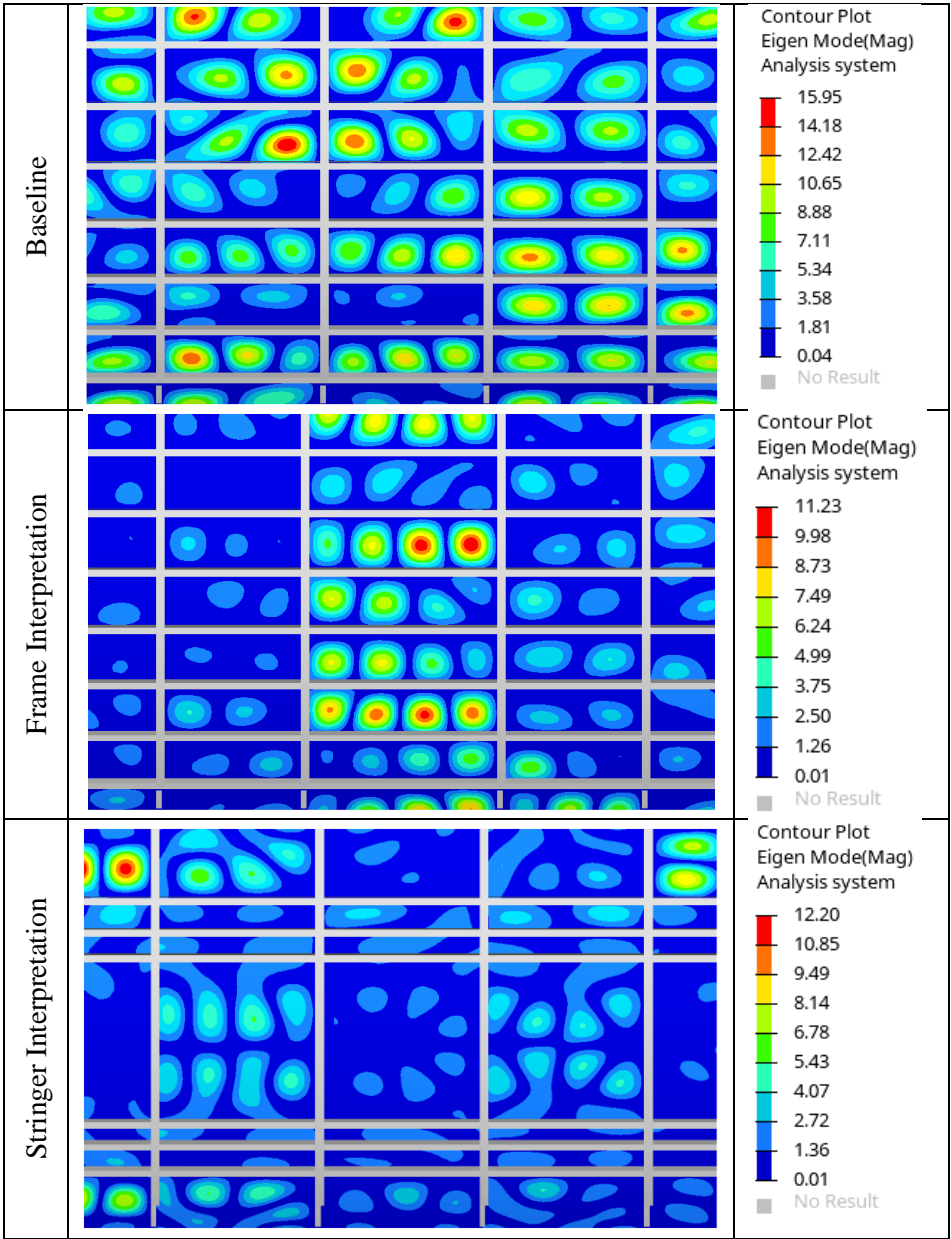 Baseline
Contour Plot
Eigen Mode(Mag)
Analysis system
15.95
14.18
12.42
10.65
8.88
7.11
5.34
3.58
1.81
0.04
No Result
Frame Interpretation
Contour Plot
Eigen Mode(Mag)
Analysis system
11.23
9.98
8.73
7.49
6.24
4.99
3.75
2.50
1.26
0.01
No Result
Stringer Interpretation
Contour Plot
Eigen Mode(Mag)
Analysis system
12.20
10.85
9.49
8.14
6.78
5.43
4.07
2.72
1.36
0.01
No Result